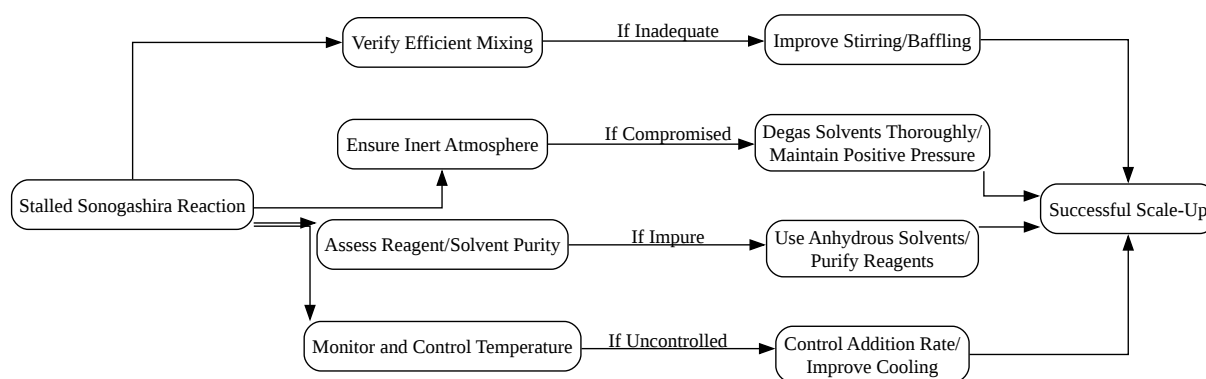 Verify Efficient Mixing
If Inadequate
Improve Stirring/Baffling
Ensure Inert Atmosphere
If Compromised
Degas Solvents Thoroughly/
Maintain Positive Pressure
Stalled Sonogashira Reaction
Successful Scale-Up
Assess Reagent/Solvent Purity
If Impure
Use Anhydrous Solvents/
Purify Reagents
Monitor and Control Temperature
If Uncontrolled
Control Addition Rate/
Improve Cooling